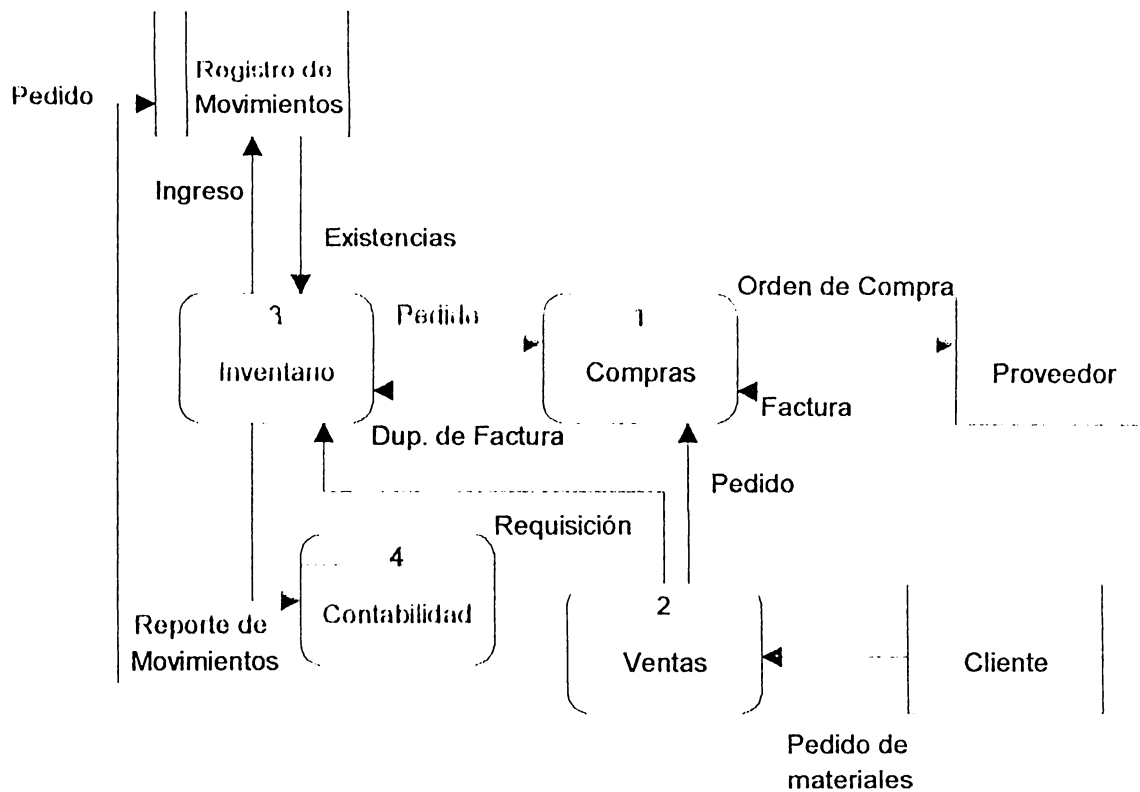 Registro de
Movimientos
Pedido
Ingreso
Existencias
3
Inventario
Pedido
1
Compras
Orden de Compra
Proveedor
Factura
Dup. de Factura
Pedido
Requisición
4
Contabilidad
Reporte de
Movimientos
2
Ventas
Cliente
Pedido de
materiales